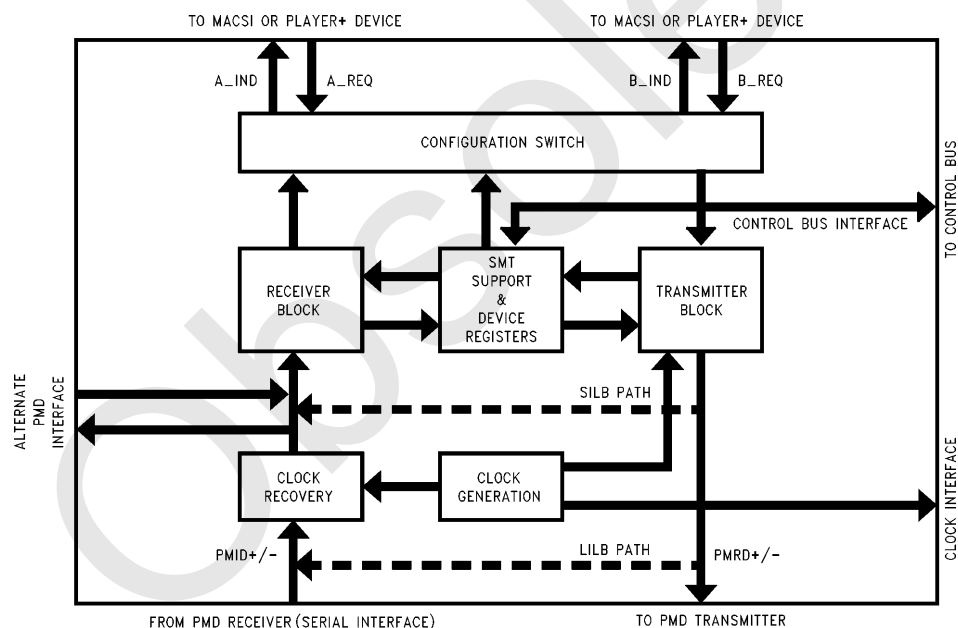 TO MACSI OR PLAYER+ DEVICE
TO MACSI OR PLAYER+ DEVICE
A_IND
A_REQ
B_IND
B_REQ
CONFIGURATION SWITCH
TO CONTROL BUS
CONTROL BUS INTERFACE
RECEIVER
BLOCK
SMT
SUPPORT
&
DEVICE
REGISTERS
TRANSMITTER
BLOCK
ALTERNATE
PMD
INTERFACE
SILB PATH
CLOCK
RECOVERY
CLOCK
GENERATION
CLOCK INTERFACE
PMID+/-
LILB PATH
PMRD+/-
FROM PMD RECEIVER (SERIAL INTERFACE)
TO PMD TRANSMITTER
Obsole